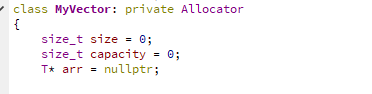 class MyVector: private Allocator
{
    size_t size = 0;
    size_t capacity = 0;
    T* arr = nullptr;